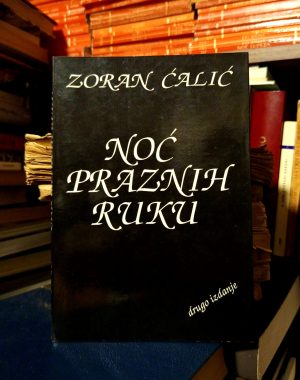 ZORAN ĆALIĆ
NOĆ
PRAZNIH
RUKU
drugo izdanje